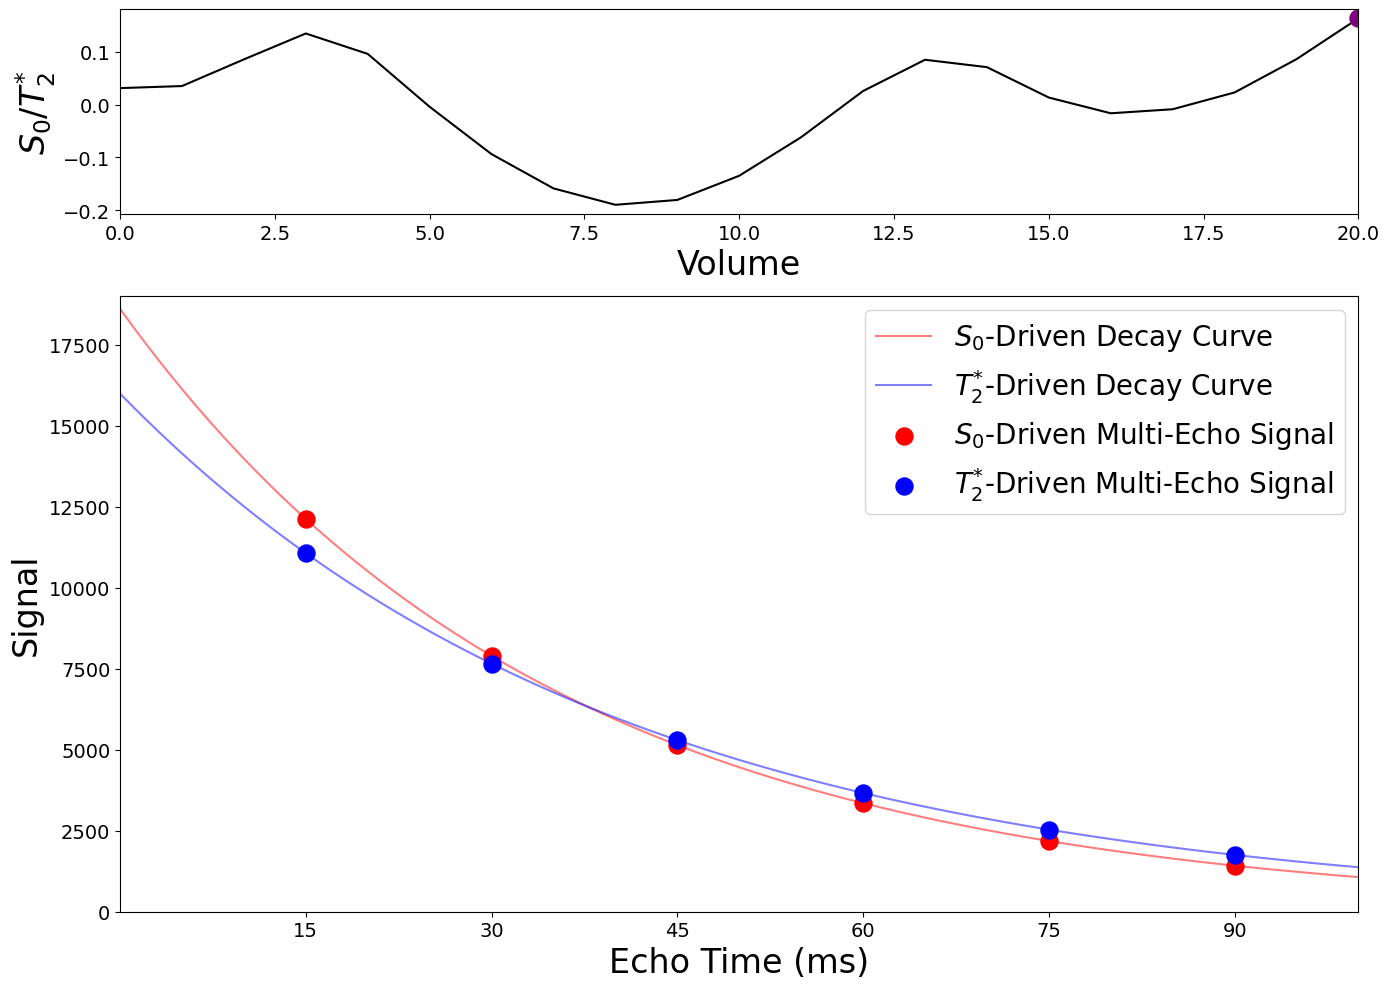 S₀/T₂*
0.1
0.0
−0.1
−0.2
0.0 2.5 5.0 7.5 10.0 12.5 15.0 17.5 20.0
Volume
Signal
17500
15000
12500
10000
7500
5000
2500
0
S₀-Driven Decay Curve
T₂*-Driven Decay Curve
S₀-Driven Multi-Echo Signal
T₂*-Driven Multi-Echo Signal
15 30 45 60 75 90
Echo Time (ms)